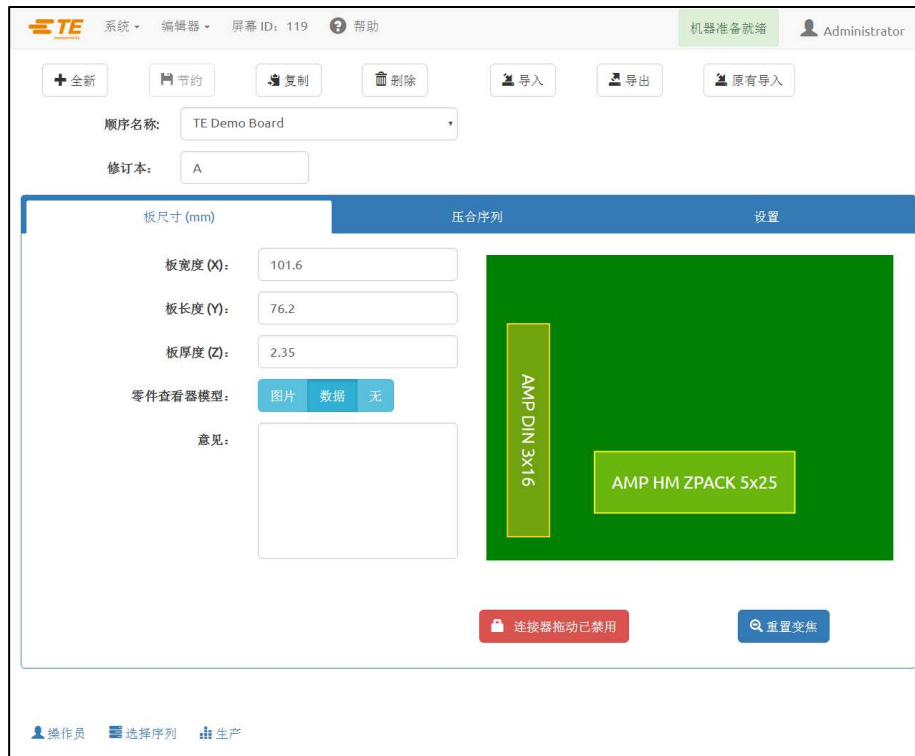 TE
connectivity
系统 编辑器 屏幕 ID: 119 帮助 机器准备就绪 Administrator
全新 节约 复制 删除 导入 导出 原有导入
顺序名称: TE Demo Board
修订本: A
板尺寸 (mm) 压合序列 设置
板宽度 (X): 101.6
板长度 (Y): 76.2
板厚度 (Z): 2.35
零件查看器模型: 图片 数据 无
意见:
AMP DIN 3x16
AMP HM ZPACK 5x25
连接器拖动已禁用 重置变焦
操作员 选择序列 生产